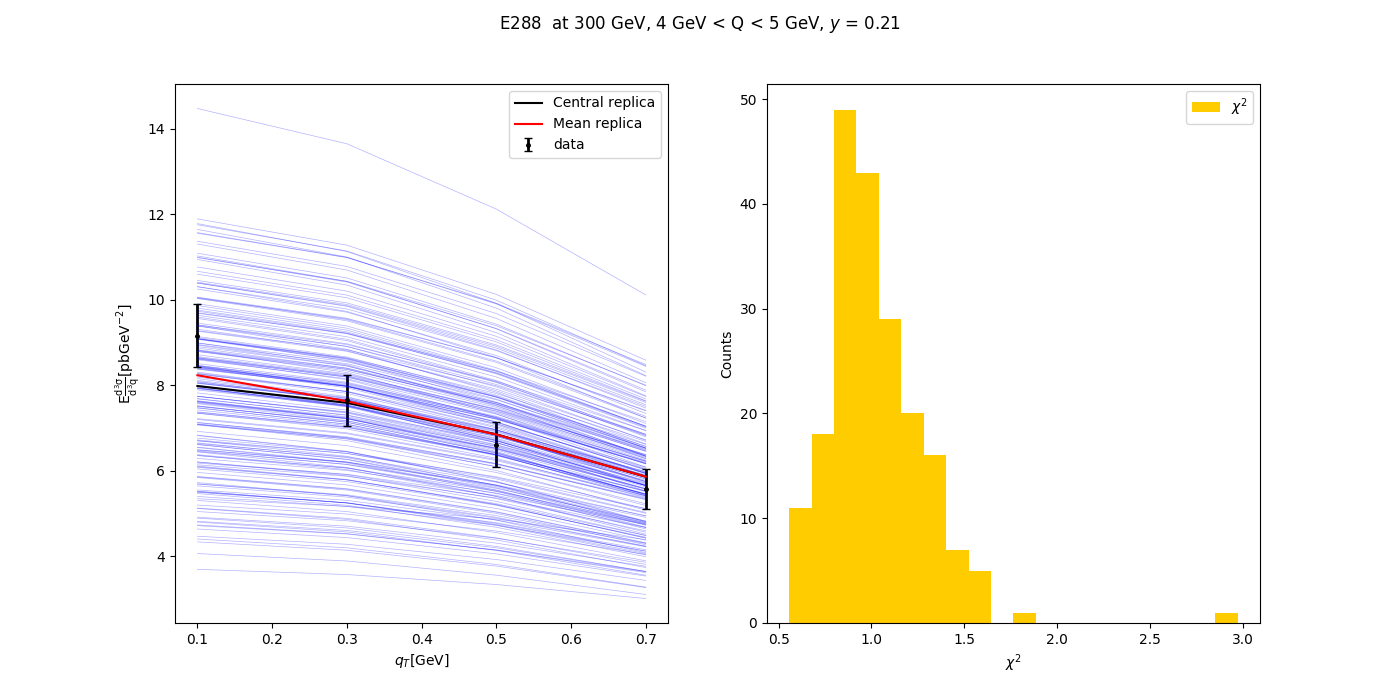 E288 at 300 GeV, 4 GeV < Q < 5 GeV, y = 0.21
Central replica
Mean replica
data
14
12
10
8
6
4
E d³σ/d³q [pbGeV⁻²]
0.1
0.2
0.3
0.4
0.5
0.6
0.7
q_T[GeV]
χ²
50
40
30
20
10
0
Counts
0.5
1.0
1.5
2.0
2.5
3.0
χ²